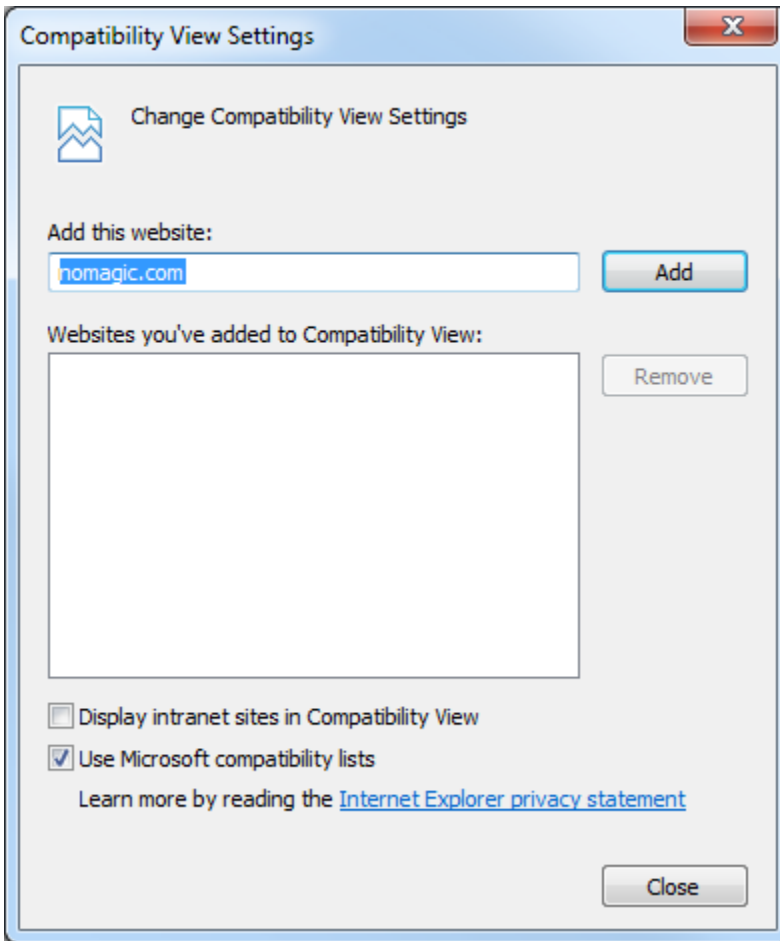 Compatibility View Settings
Change Compatibility View Settings
Add this website:
nomagic.com
Add
Websites you've added to Compatibility View:
Remove
Display intranet sites in Compatibility View
Use Microsoft compatibility lists
Learn more by reading the Internet Explorer privacy statement
Close